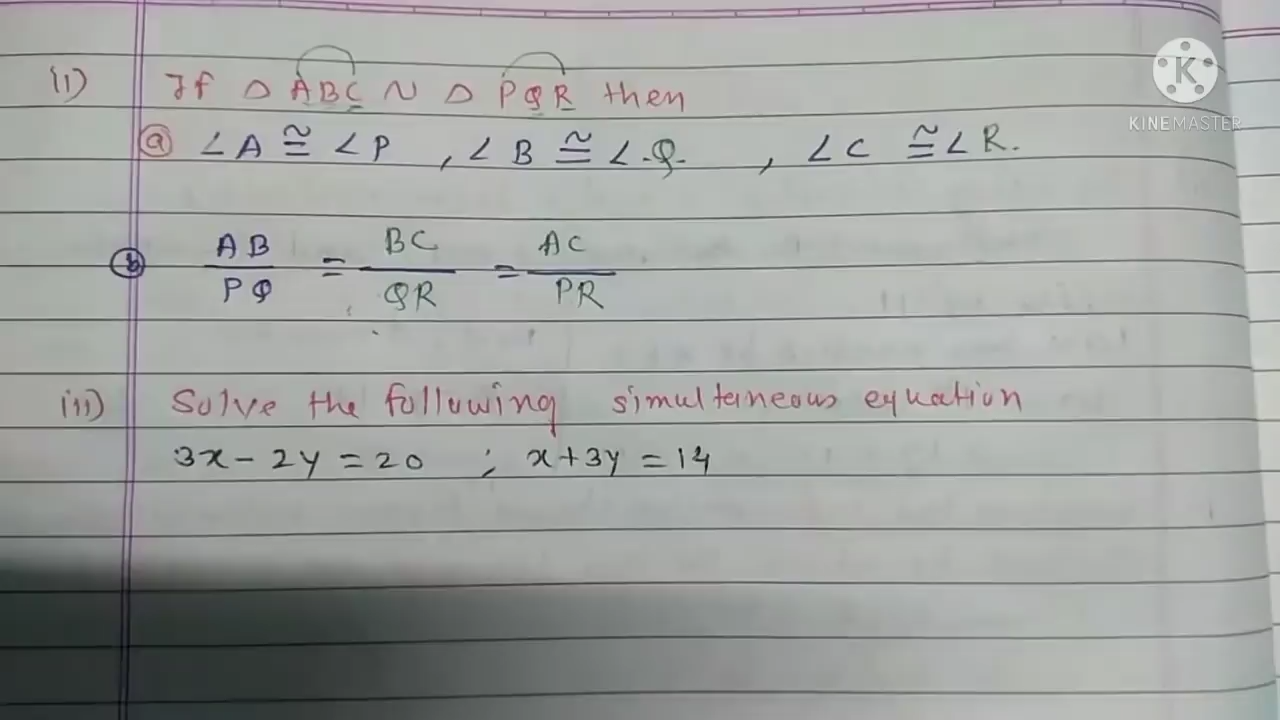 (i) If △ ABC ~ △ PQR then
KINEMASTER
(a) ∠A ≅ ∠P , ∠B ≅ ∠Q. , ∠C ≅ ∠R.
(b) AB/PQ = BC/QR = AC/PR
(ii) Solve the following simultaneous equation
3x - 2y = 20 ; x + 3y = 14